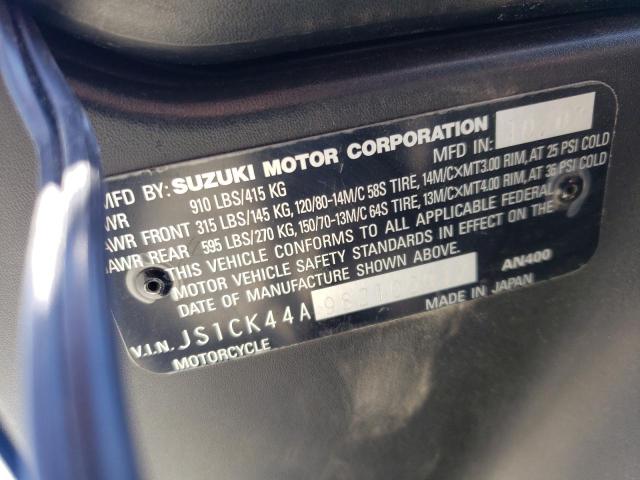 MFD BY: SUZUKI MOTOR CORPORATION MFD IN:
910 LBS/415 KG
AWR FRONT 315 LBS/145 KG, 120/80-14M/C 58S TIRE, 14M/C×MT3.00 RIM, AT 25 PSI COLD
AWR REAR 595 LBS/270 KG, 150/70-13M/C 64S TIRE, 13M/C×MT4.00 RIM, AT 36 PSI COLD
THIS VEHICLE CONFORMS TO ALL APPLICABLE FEDERAL
MOTOR VEHICLE SAFETY STANDARDS IN EFFECT ON THE
DATE OF MANUFACTURE SHOWN ABOVE.
AN400
V.I.N. JS1CK44A
MADE IN JAPAN
MOTORCYCLE